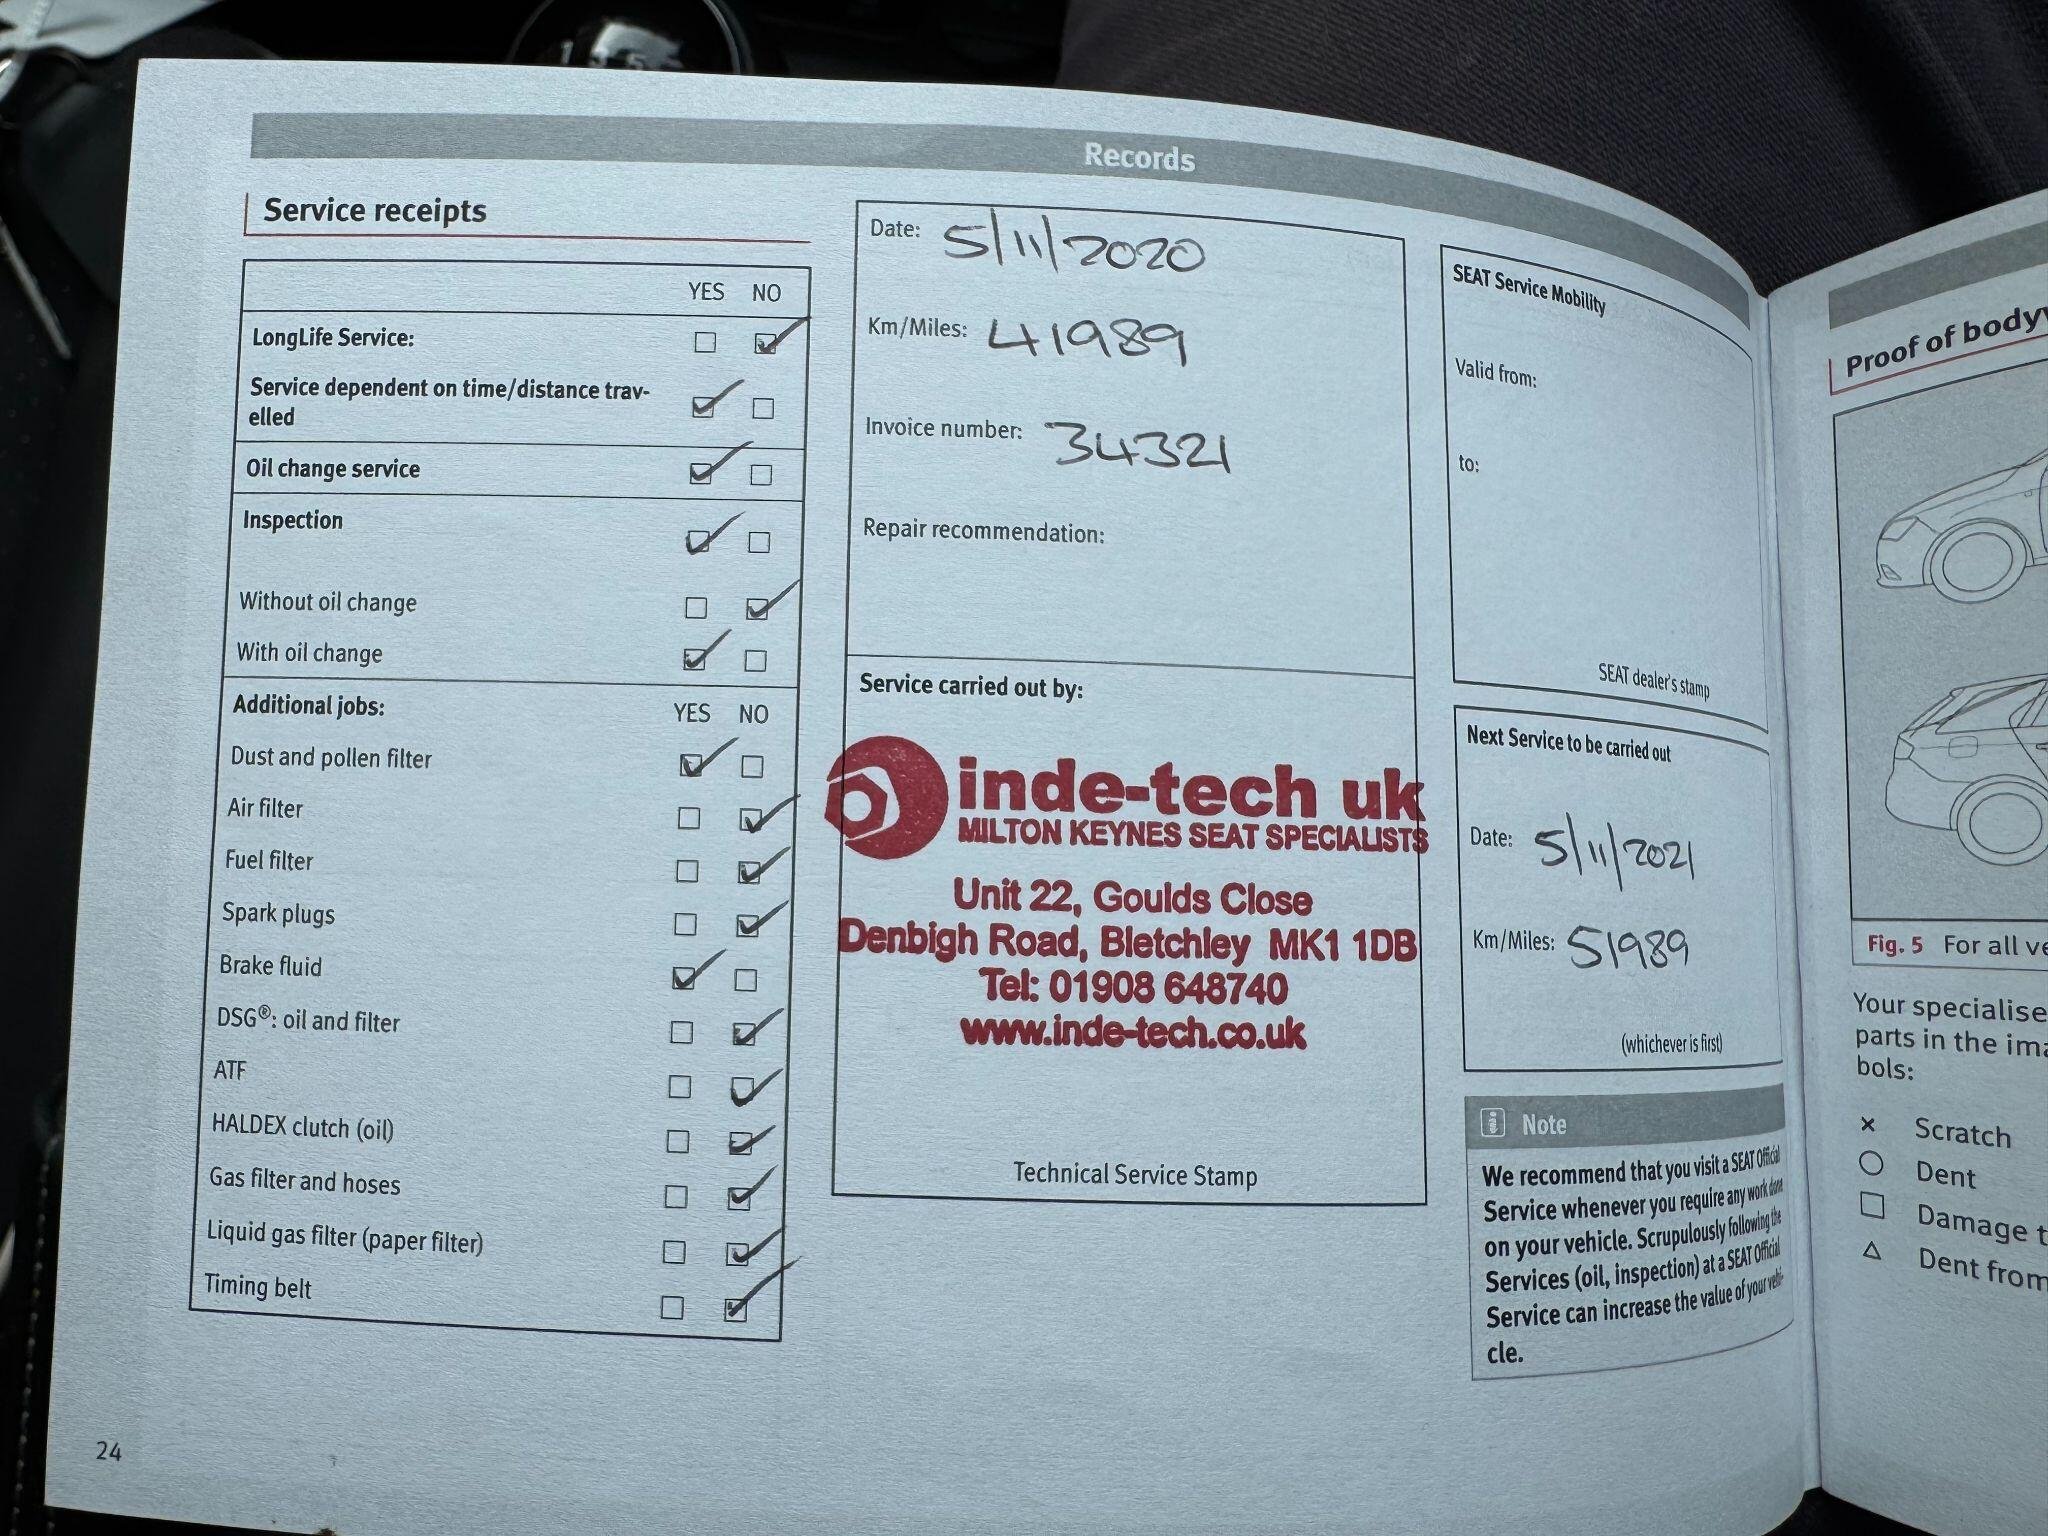 1 3 5
Records
Service receipts
YES NO
LongLife Service:
Service dependent on time/distance trav-
elled
Oil change service
Inspection
Without oil change
With oil change
Additional jobs: YES NO
Dust and pollen filter
Air filter
Fuel filter
Spark plugs
Brake fluid
DSG®: oil and filter
ATF
HALDEX clutch (oil)
Gas filter and hoses
Liquid gas filter (paper filter)
Timing belt
Date: 5/11/2020
Km/Miles: 41989
Invoice number: 34321
Repair recommendation:
Service carried out by:
inde-tech uk
MILTON KEYNES SEAT SPECIALISTS
Unit 22, Goulds Close
Denbigh Road, Bletchley MK1 1DB
Tel: 01908 648740
www.inde-tech.co.uk
Technical Service Stamp
SEAT Service Mobility
Valid from:
to:
SEAT dealer's stamp
Next Service to be carried out
Date: 5/11/2021
Km/Miles: 51989
(whichever is first)
i Note
We recommend that you visit a SEAT Official
Service whenever you require any work done
on your vehicle. Scrupulously following the
Services (oil, inspection) at a SEAT Official
Service can increase the value of your vehi-
cle.
24
Proof of body
Fig. 5 For all ve
Your specialise
parts in the ima
bols:
× Scratch
Dent
Damage t
Dent from